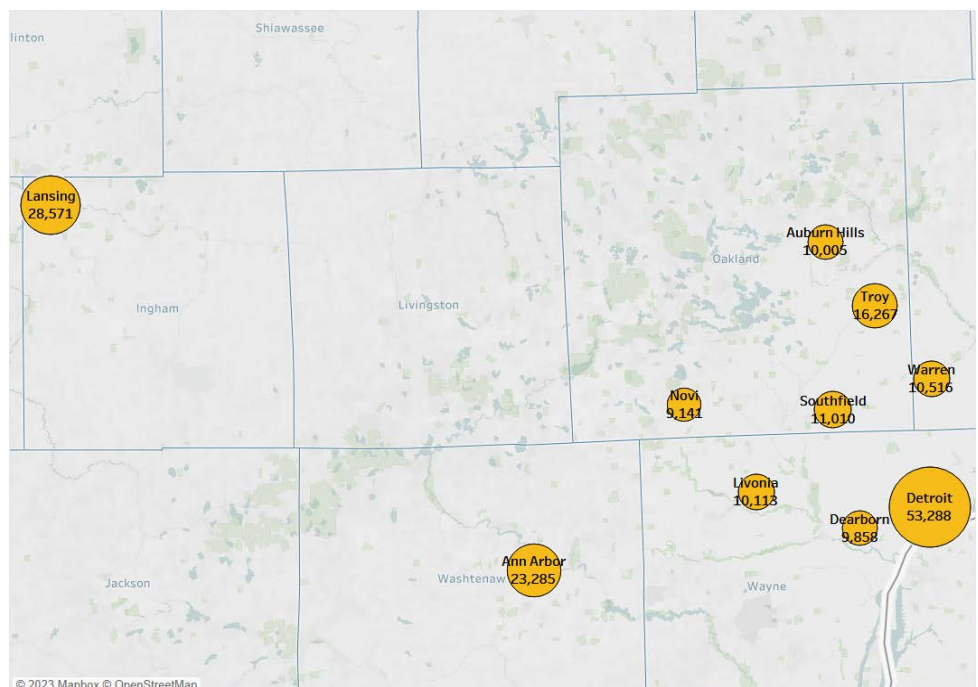 linton
Shiawassee
Lansing
28,571
Auburn Hills
10,005
Oakland
Troy
16,267
Ingham
Livingston
Warren
10,516
Novi
9,141
Southfield
11,010
Livonia
10,113
Detroit
53,288
Dearborn
9,858
Ann Arbor
23,285
Jackson
Washtenaw
Wayne
© 2023 Mapbox © OpenStreetMap